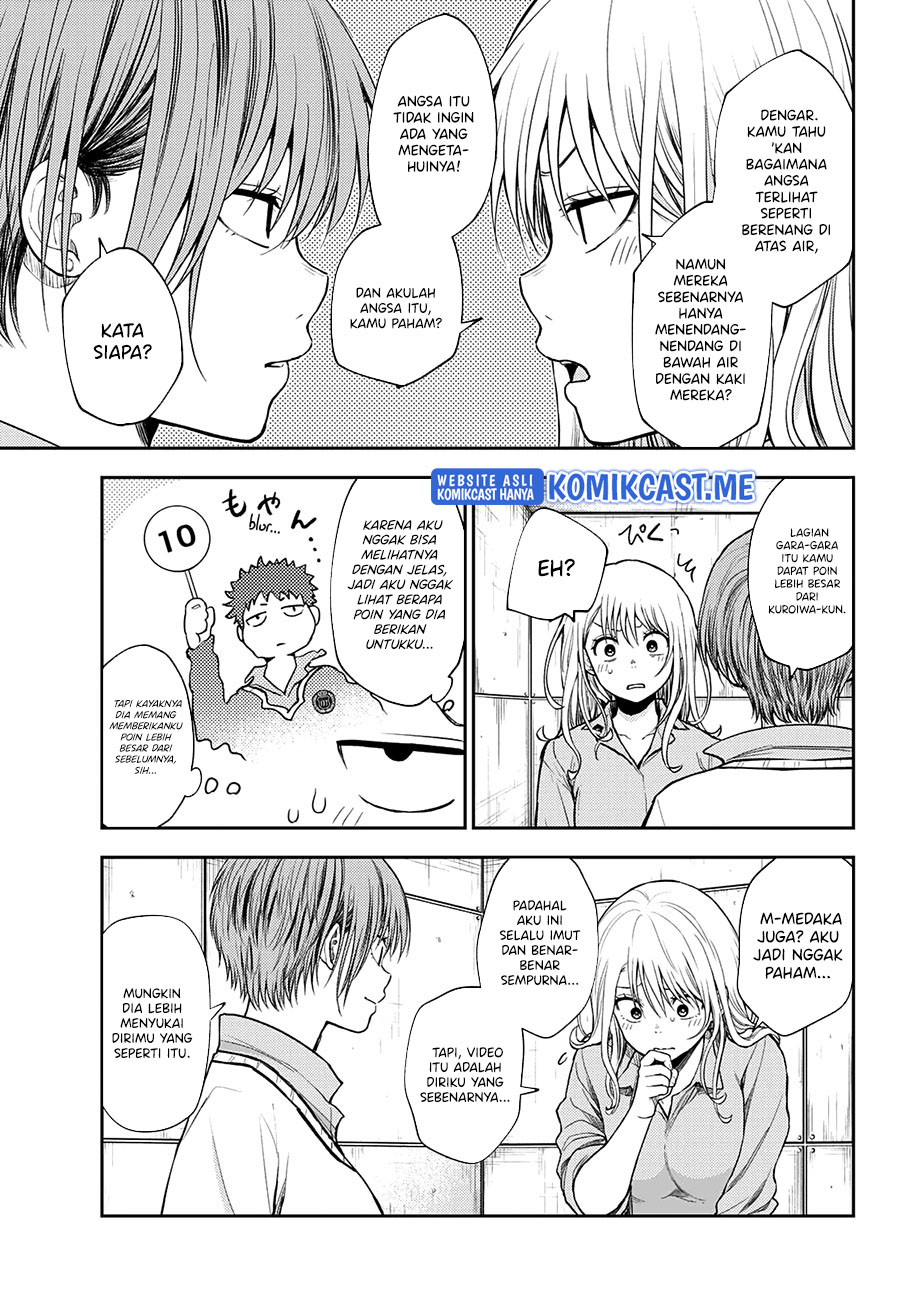 DENGAR.
KAMU TAHU
'KAN
BAGAIMANA
ANGSA
TERLIHAT
SEPERTI
BERENANG DI
ATAS AIR,
NAMUN
MEREKA
SEBENARNYA
HANYA
MENENDANG-
NENDANG DI
BAWAH AIR
DENGAN KAKI
MEREKA?
ANGSA ITU
TIDAK INGIN
ADA YANG
MENGETA-
HUINYA!
DAN AKULAH
ANGSA ITU,
KAMU PAHAM?
KATA
SIAPA?
WEBSITE ASLI
KOMIKCAST HANYA
KOMIKCAST.ME
LAGIAN
GARA-GARA
ITU KAMU
DAPAT POIN
LEBIH BESAR
DARI
KUROIWA-KUN.
ぴくっ
EH?
KARENA AKU
NGGAK BISA
MELIHATNYA
DENGAN JELAS,
JADI AKU NGGAK
LIHAT BERAPA
POIN YANG DIA
BERIKAN
UNTUKKU...
もやん...
blur...
10
TAPI KAYAKNYA
DIA MEMANG
MEMBERIKANKU
POIN LEBIH
BESAR DARI
SEBELUMNYA,
SIH...
M-MEDAKA
JUGA? AKU
JADI NGGAK
PAHAM...
PADAHAL
AKU INI
SELALU IMUT
DAN BENAR-
BENAR
SEMPURNA...
TAPI, VIDEO
ITU ADALAH
DIRIKU YANG
SEBENARNYA...
MUNGKIN
DIA LEBIH
MENYUKAI
DIRIMU YANG
SEPERTI ITU.